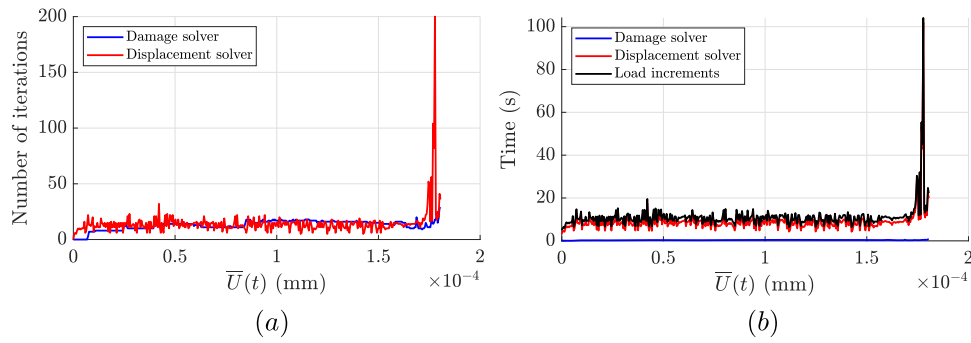 200
150
100
50
0
Number of iterations
Damage solver
Displacement solver
0
0.5
1
1.5
2
×10⁻⁴
U̅(t) (mm)
(a)
100
80
60
40
20
0
Time (s)
Damage solver
Displacement solver
Load increments
0
0.5
1
1.5
2
×10⁻⁴
U̅(t) (mm)
(b)